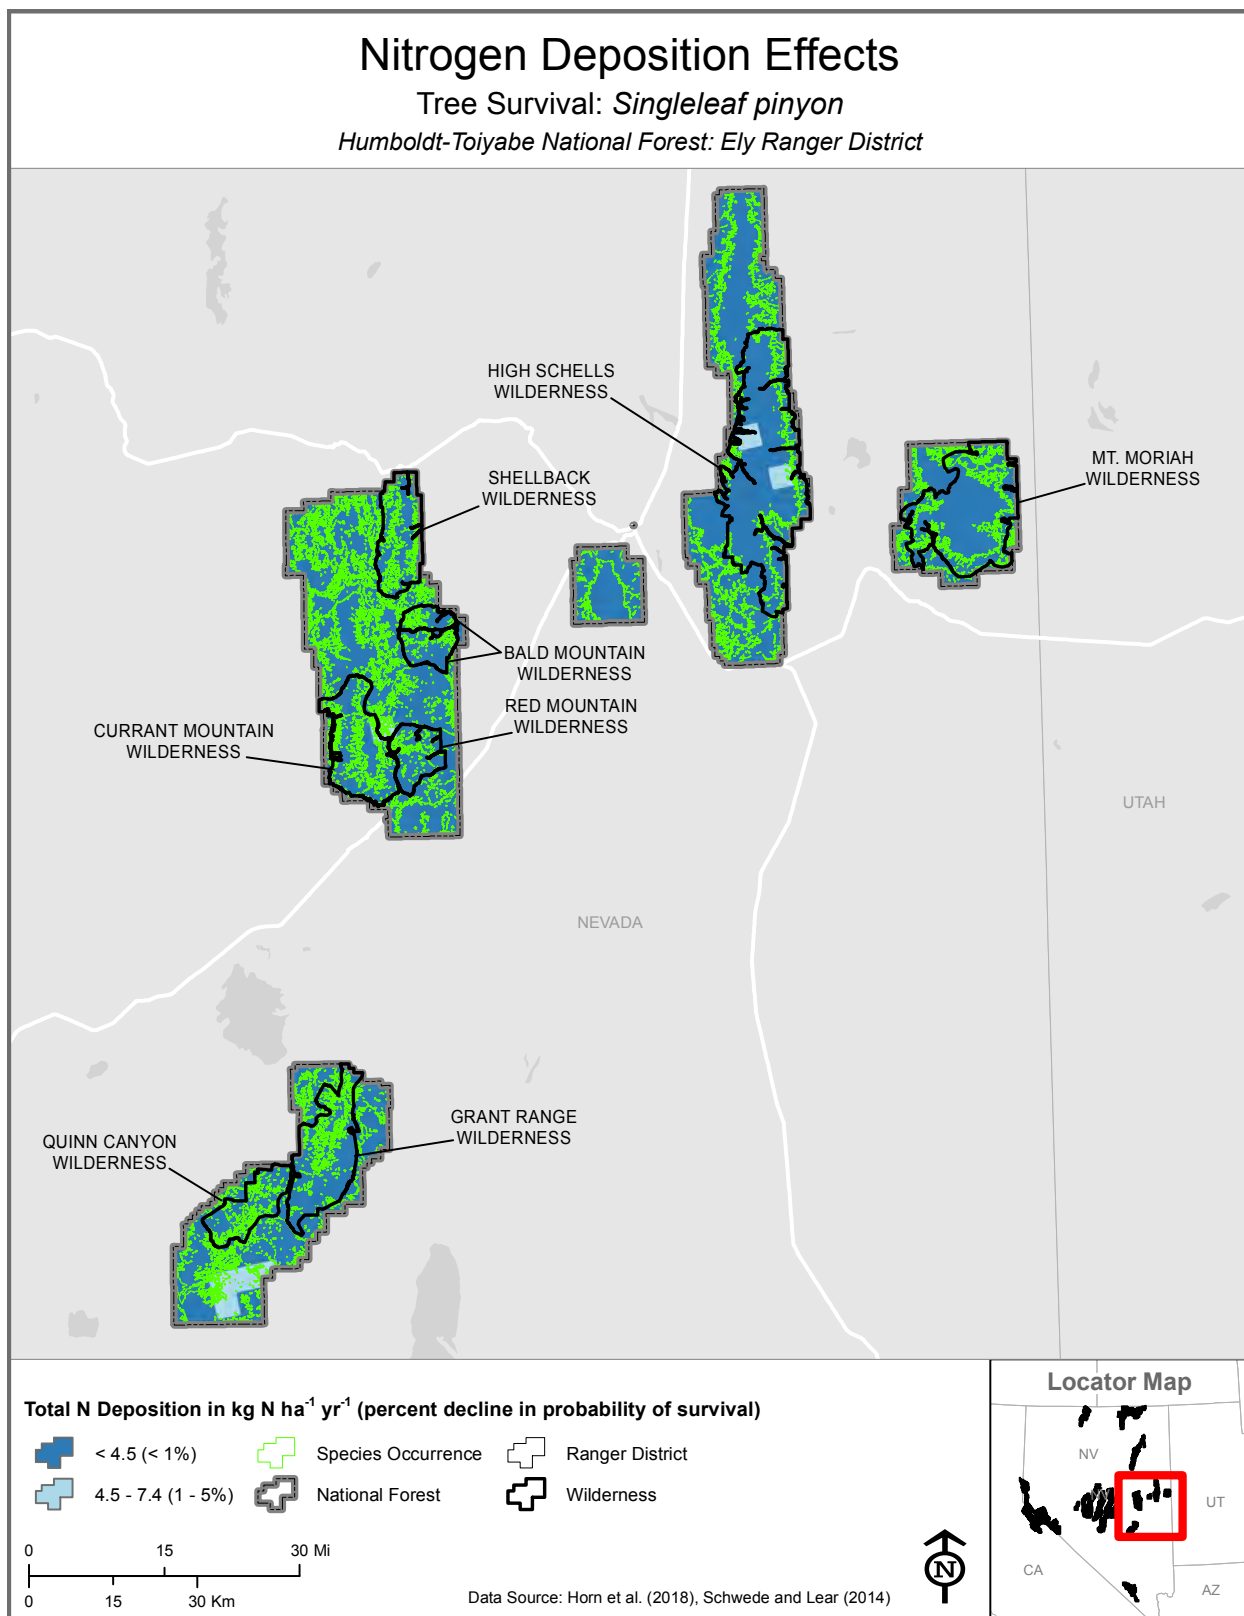 Nitrogen Deposition Effects
Tree Survival: Singleleaf pinyon
Humboldt-Toiyabe National Forest: Ely Ranger District
HIGH SCHELLS
WILDERNESS
SHELLBACK
WILDERNESS
MT. MORIAH
WILDERNESS
BALD MOUNTAIN
WILDERNESS
RED MOUNTAIN
WILDERNESS
CURRANT MOUNTAIN
WILDERNESS
UTAH
NEVADA
GRANT RANGE
WILDERNESS
QUINN CANYON
WILDERNESS
Total N Deposition in kg N ha⁻¹ yr⁻¹ (percent decline in probability of survival)
< 4.5 (< 1%)
Species Occurrence
Ranger District
4.5 - 7.4 (1 - 5%)
National Forest
Wilderness
0 15 30 Mi
0 15 30 Km
N
Data Source: Horn et al. (2018), Schwede and Lear (2014)
Locator Map
NV
UT
CA
AZ